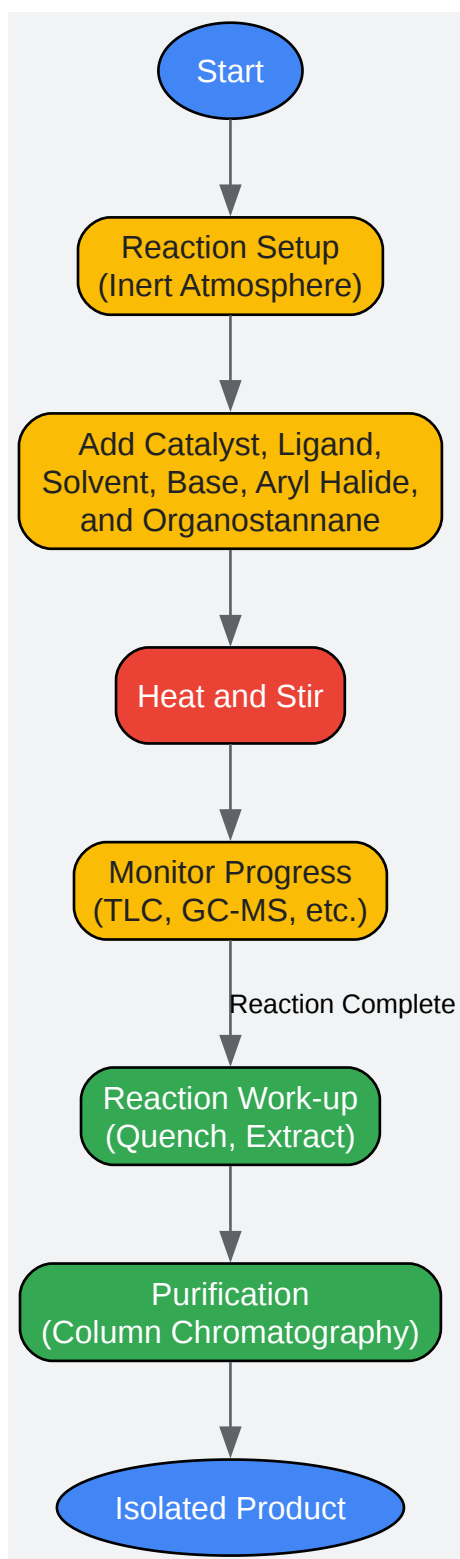 Start
Reaction Setup
(Inert Atmosphere)
Add Catalyst, Ligand,
Solvent, Base, Aryl Halide,
and Organostannane
Heat and Stir
Monitor Progress
(TLC, GC-MS, etc.)
Reaction Complete
Reaction Work-up
(Quench, Extract)
Purification
(Column Chromatography)
Isolated Product